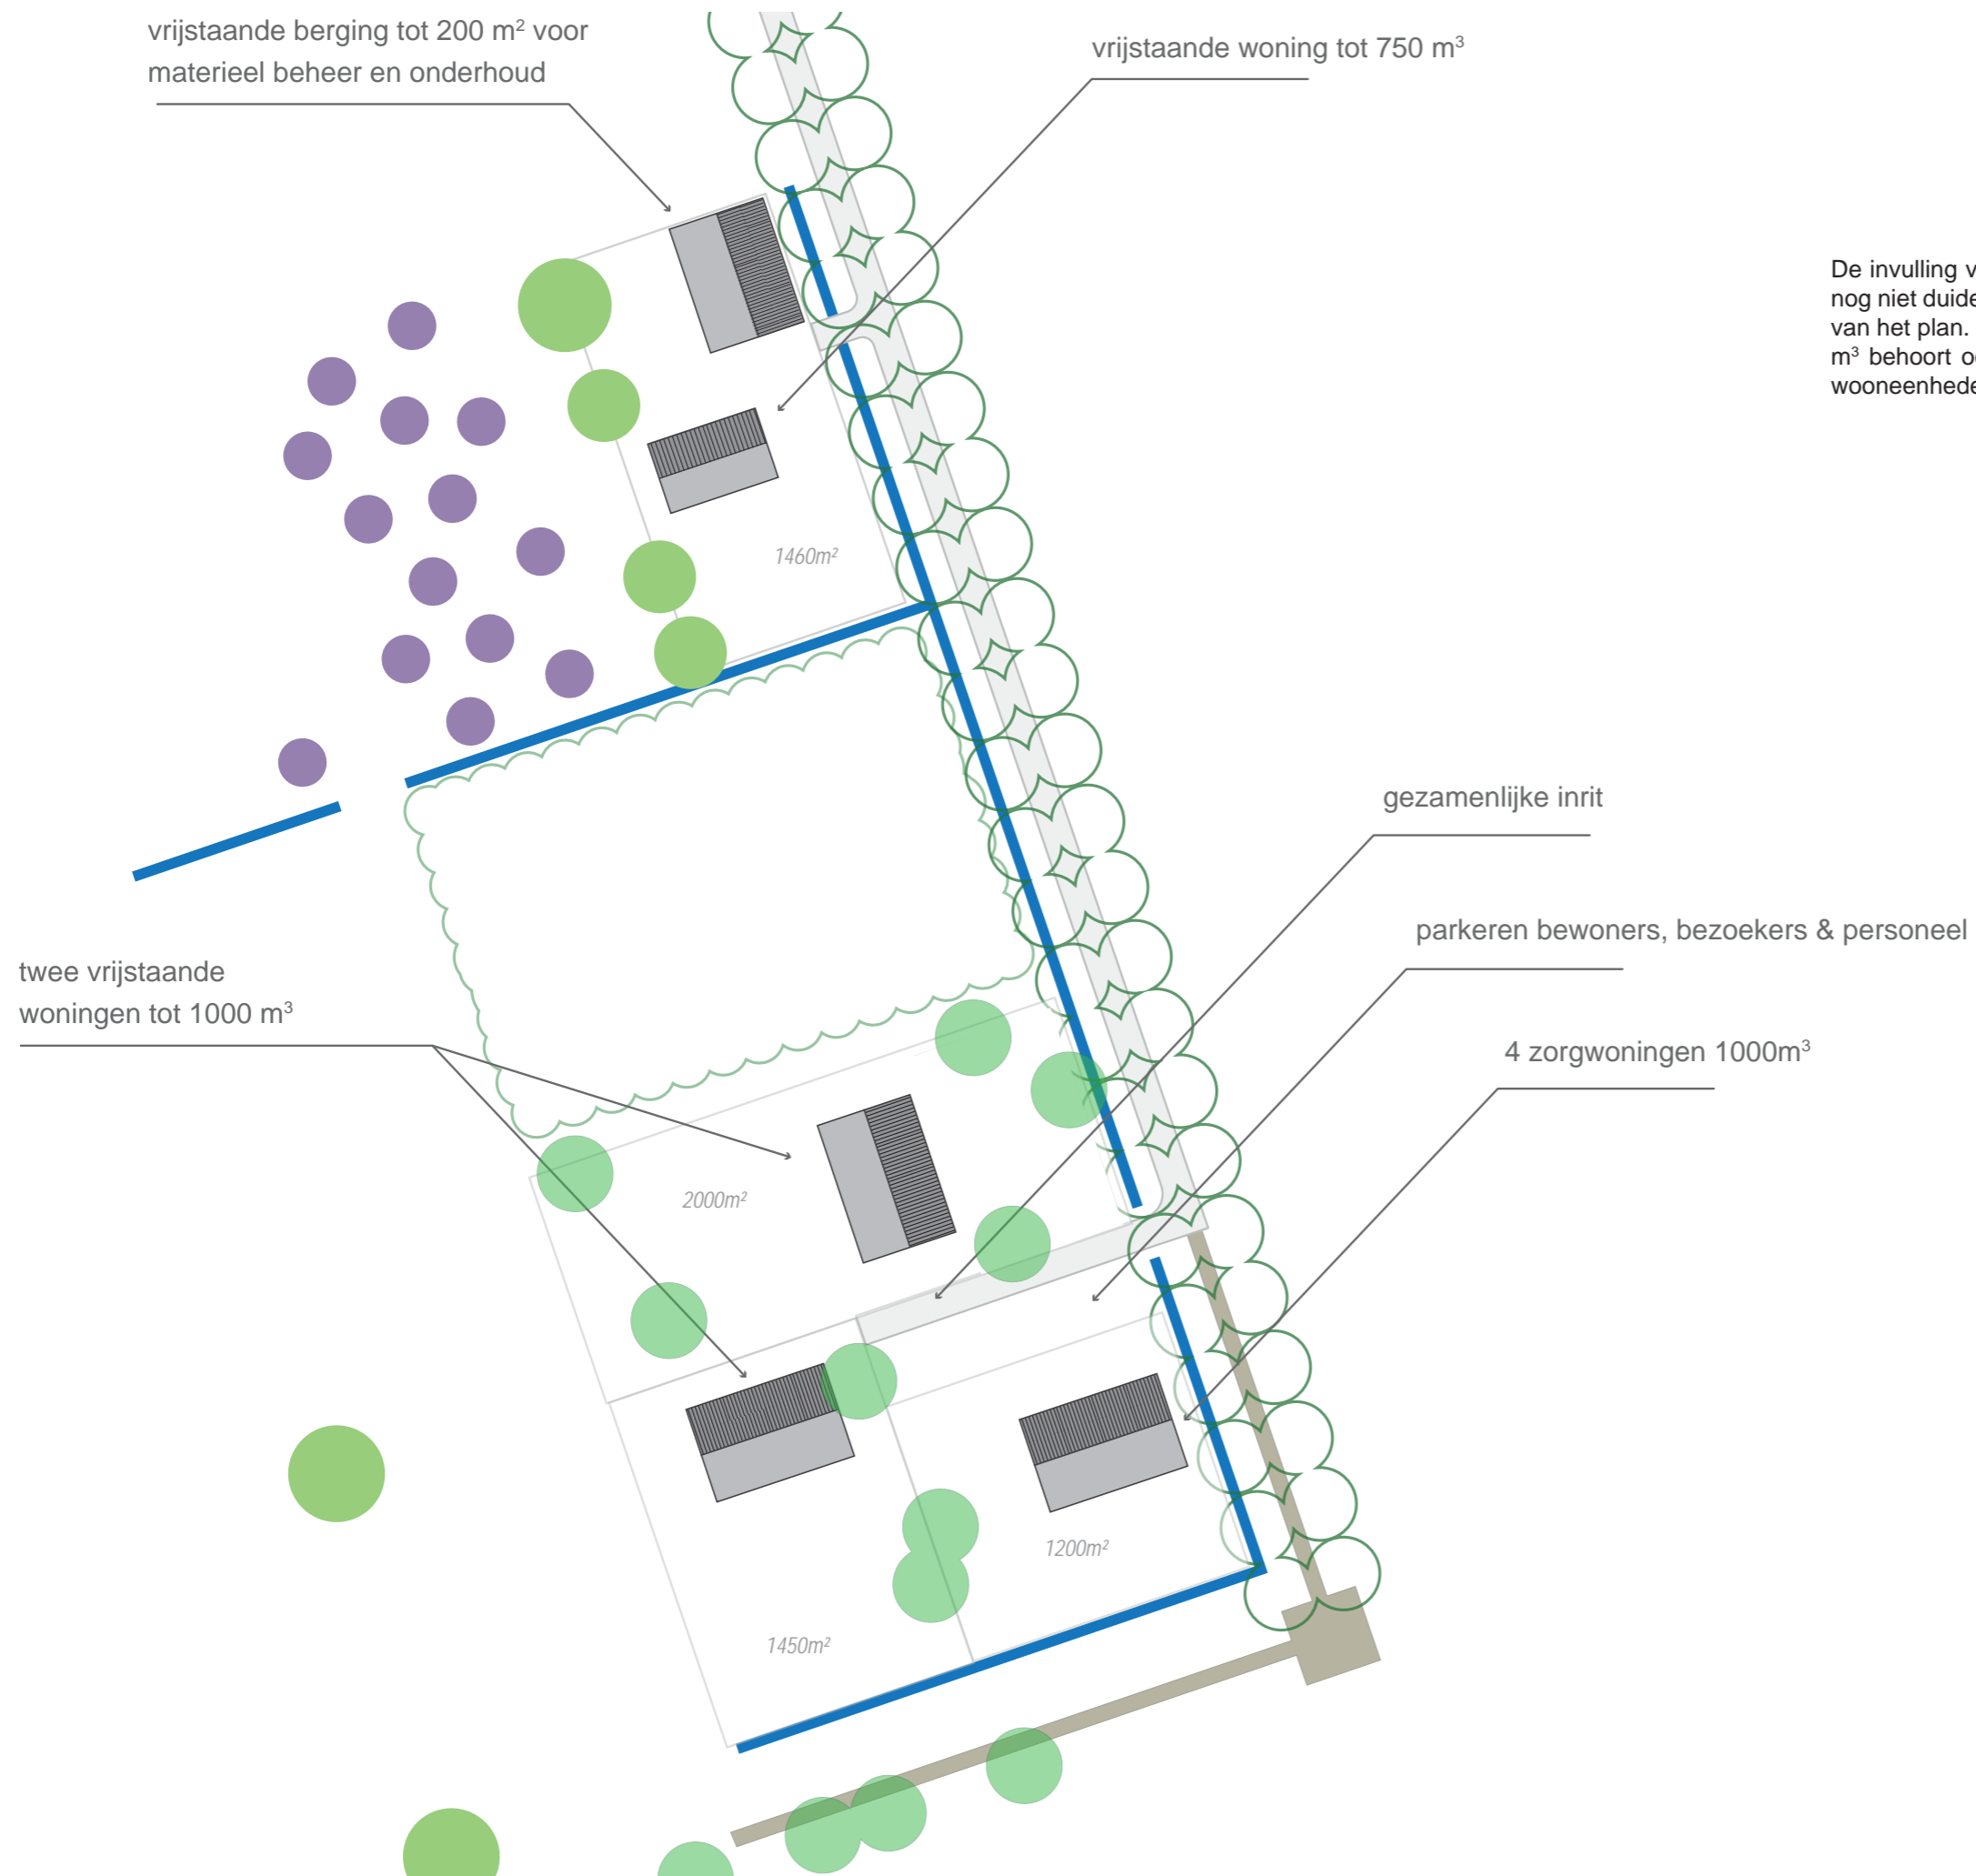 vrijstaande berging tot 200 m² voor
materieel beheer en onderhoud
vrijstaande woning tot 750 m³
De invulling
nog niet
van het plan.
m³ behoort
1460m²
gezamenlijke inrit
parkeren bewoners, bezoekers & personeel
twee vrijstaande
woningen tot 1000 m³
4 zorgwoningen 1000m³
2000m²
1200m²
1450m²